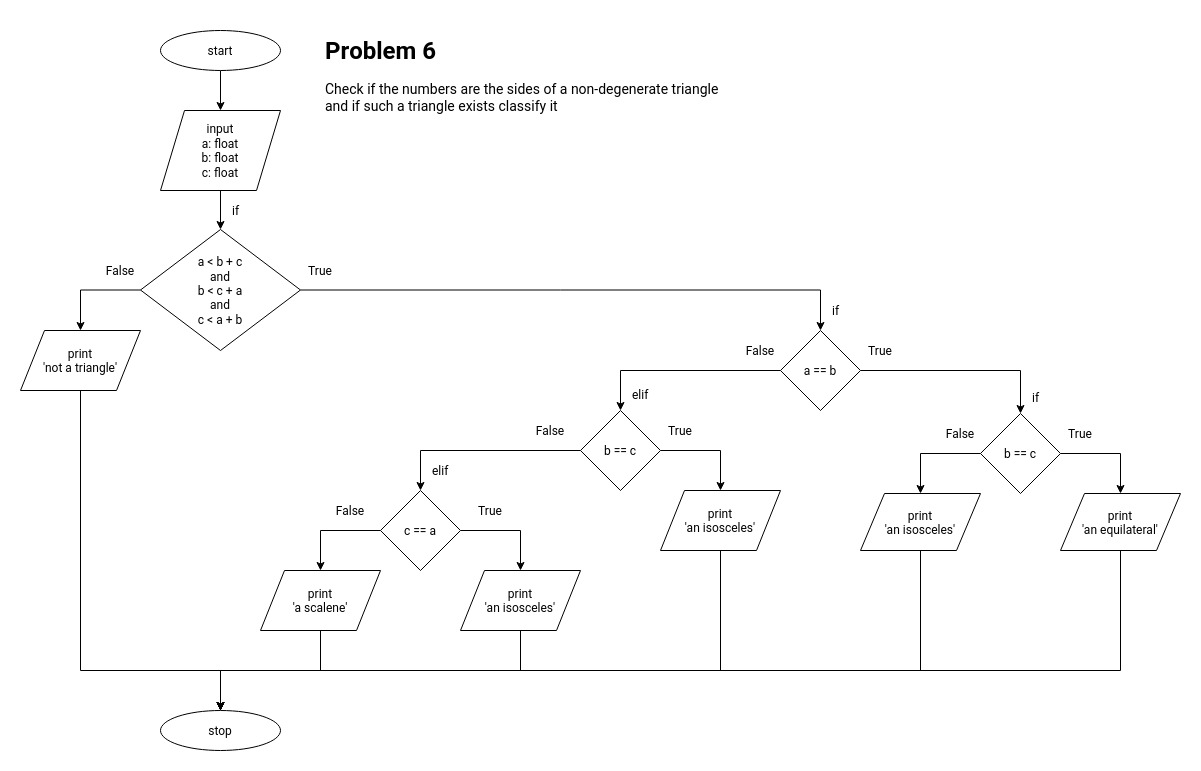 start
Problem 6
Check if the numbers are the sides of a non-degenerate triangle
and if such a triangle exists classify it
input
a: float
b: float
c: float
if
a < b + c
and
b < c + a
and
c < a + b
False
True
print
'not a triangle'
if
a == b
False
True
elif
b == c
False
True
if
b == c
False
True
elif
c == a
False
True
print
'an isosceles'
print
'an isosceles'
print
'an equilateral'
print
'a scalene'
print
'an isosceles'
stop